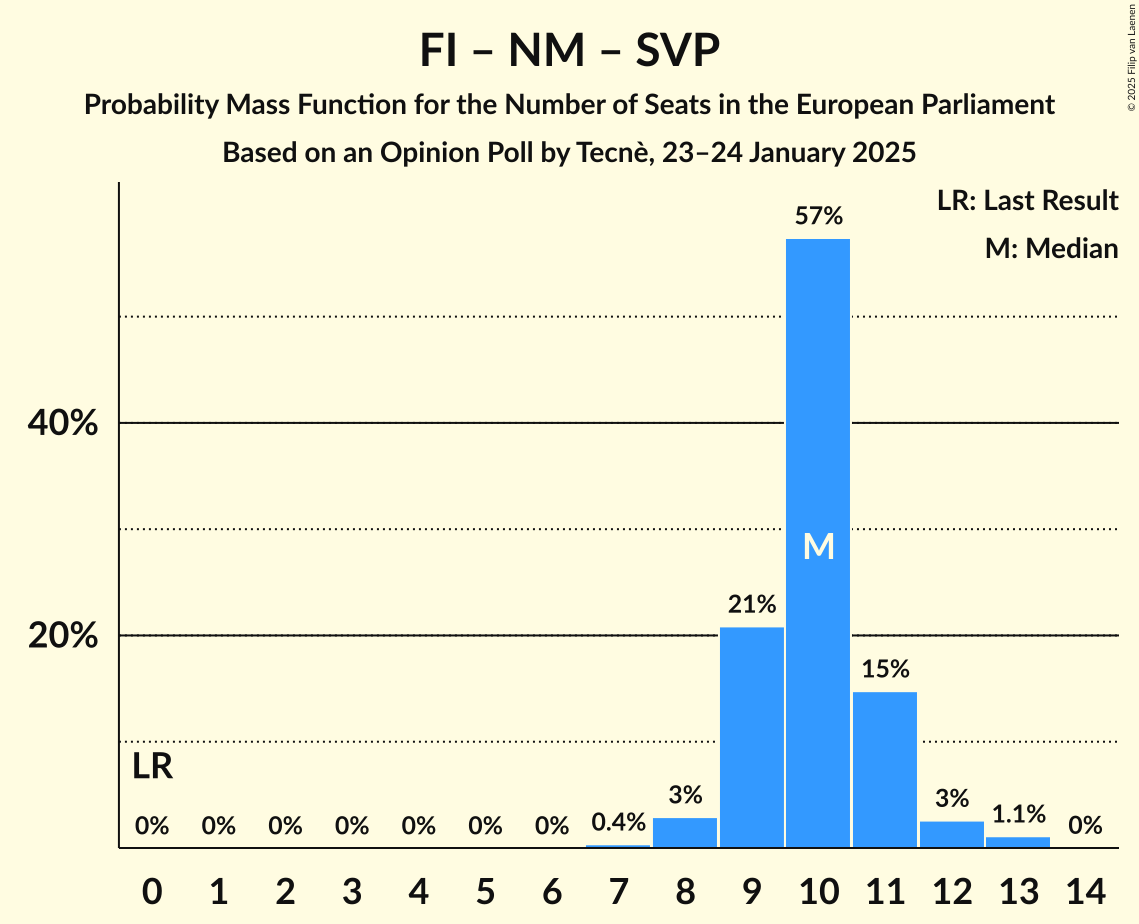 FI – NM – SVP
Probability Mass Function for the Number of Seats in the European Parliament
Based on an Opinion Poll by Tecnè, 23–24 January 2025
© 2025 Filip van Laenen
LR: Last Result
M: Median
57%
40%
M
21%
20%
15%
LR
0% 0% 0% 0% 0% 0% 0% 0.4% 3% 3% 1.1% 0%
0 1 2 3 4 5 6 7 8 9 10 11 12 13 14